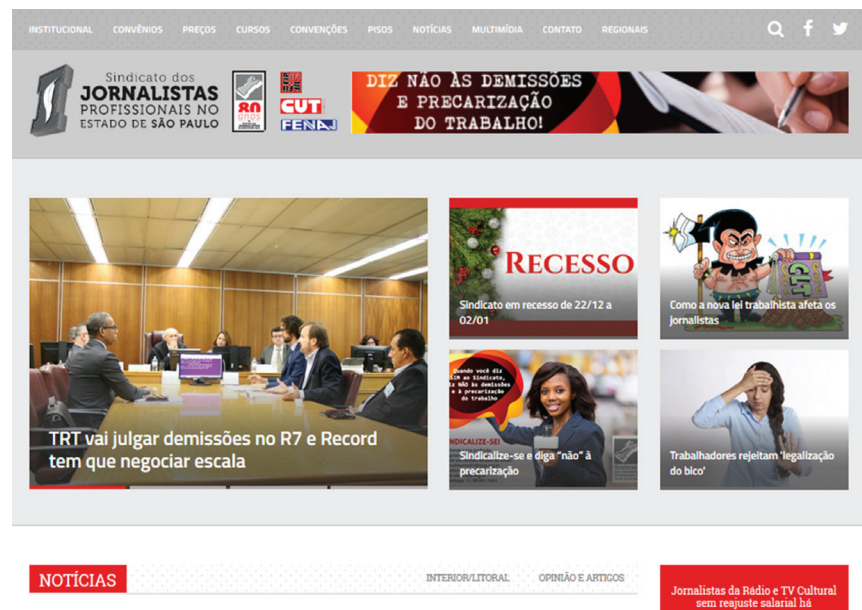 INSTITUCIONAL CONVÊNIOS PREÇOS CURSOS CONVENÇÕES PISOS NOTÍCIAS MULTIMÍDIA CONTATO REGIONAIS
Sindicato dos
JORNALISTAS
PROFISSIONAIS NO
ESTADO DE SÃO PAULO
80
anos
CUT
FENAJ
DIZ NÃO ÀS DEMISSÕES
E PRECARIZAÇÃO
DO TRABALHO!
TRT vai julgar demissões no R7 e Record
tem que negociar escala
RECESSO
Sindicato em recesso de 22/12 a
02/01
CLT
Como a nova lei trabalhista afeta os
jornalistas
Quando você diz
SIM ao Sindicato,
diz NÃO às demissões
e à precarização
do trabalho
SINDICALIZE-SE!
Sindicalize-se e diga "não" à
precarização
Trabalhadores rejeitam 'legalização
do bico'
NOTÍCIAS
INTERIOR/LITORAL OPINIÃO E ARTIGOS
Jornalistas da Rádio e TV Cultural
sem reajuste salarial há